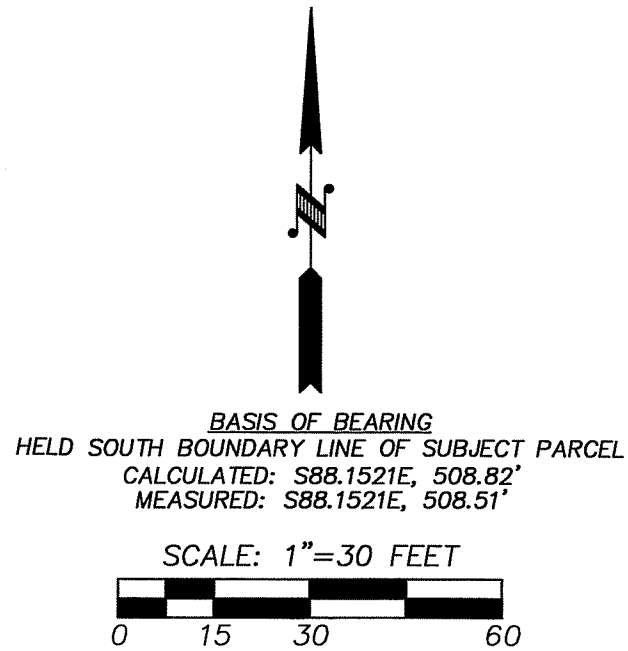 N
BASIS OF BEARING
HELD SOUTH BOUNDARY LINE OF SUBJECT PARCEL
CALCULATED: S88.1521E, 508.82'
MEASURED: S88.1521E, 508.51'
SCALE: 1"=30 FEET
0 15 30 60